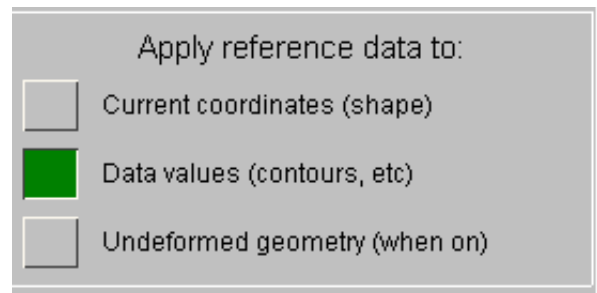 Apply reference data to:
Current coordinates (shape)
Data values (contours, etc)
Undeformed geometry (when on)